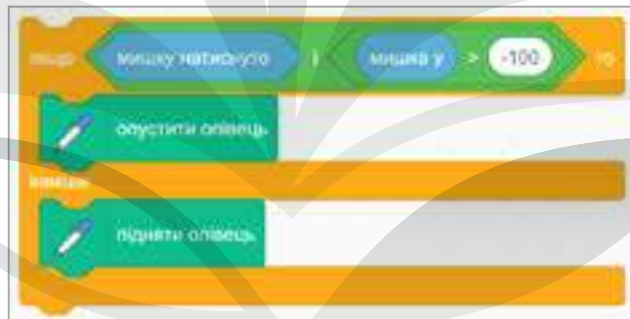 якщо мишку натиснуто і мишка y > -100 то
опустити олівець
інакше
підняти олівець